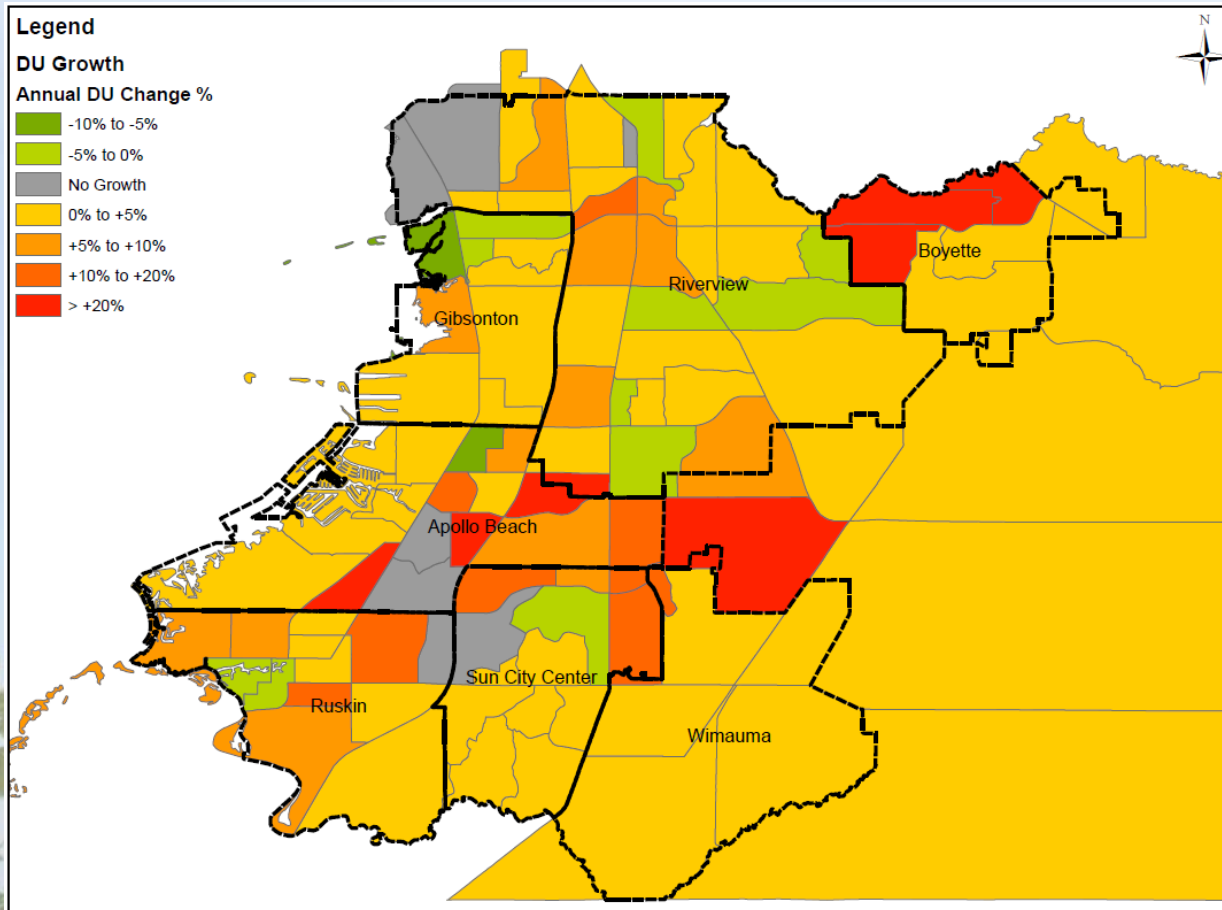 Legend
DU Growth
Annual DU Change %
-10% to -5%
-5% to 0%
No Growth
0% to +5%
+5% to +10%
+10% to +20%
> +20%
N
Boyette
Riverview
Gibsonton
Apollo Beach
Sun City Center
Ruskin
Wimauma